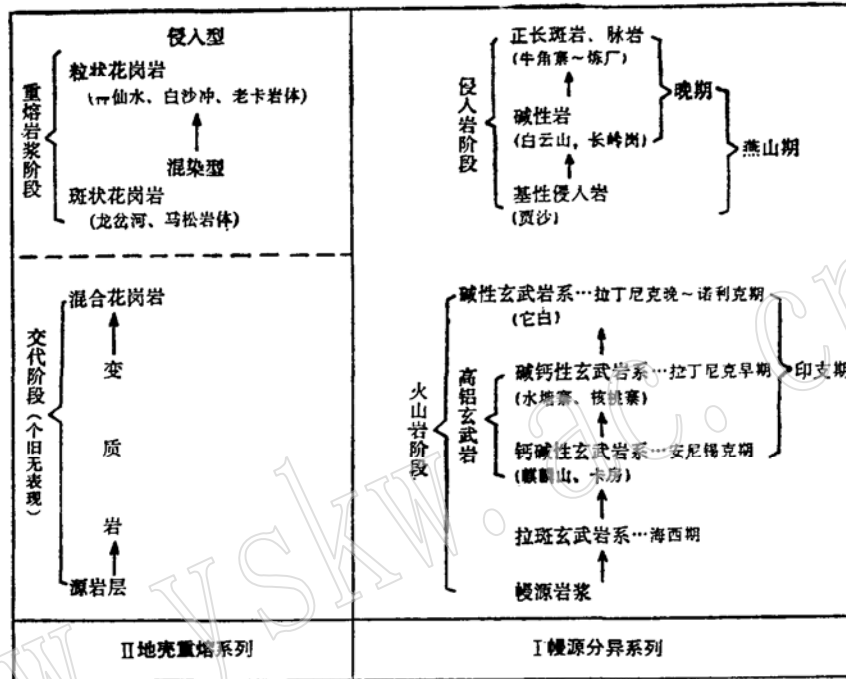 侵入型
粒状花岗岩
仙水、白沙冲、老卡岩体)
混染型
斑状花岗岩
(龙岔河、马松岩体)
重熔岩浆阶段
混合花岗岩
变
质
岩
源岩层
交代阶段(个旧无表现)
II地壳重熔系列
正长斑岩、脉岩
(牛角寨~炼厂)
碱性岩
(白云山,长岭岗)
基性侵入岩
(贾沙)
侵入岩阶段
晚期
燕山期
碱性玄武岩系…拉丁尼克晚~诺利克期
(它白)
碱钙性玄武岩系…拉丁尼克早期
(水塘寨、核桃寨)
钙碱性玄武岩系…安尼锡克期
(麒麟山、卡房)
拉斑玄武岩系…海西期
幔源岩浆
高铝玄武岩
火山岩阶段
印支期
I幔源分异系列
www.yskw.ac.cn